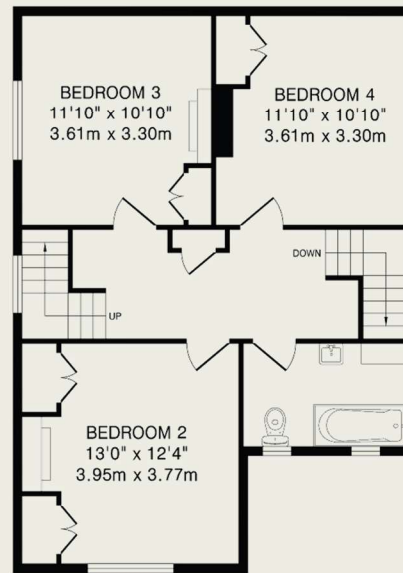 BEDROOM 3
11'10" x 10'10"
3.61m x 3.30m
BEDROOM 4
11'10" x 10'10"
3.61m x 3.30m
DOWN
UP
BEDROOM 2
13'0" x 12'4"
3.95m x 3.77m